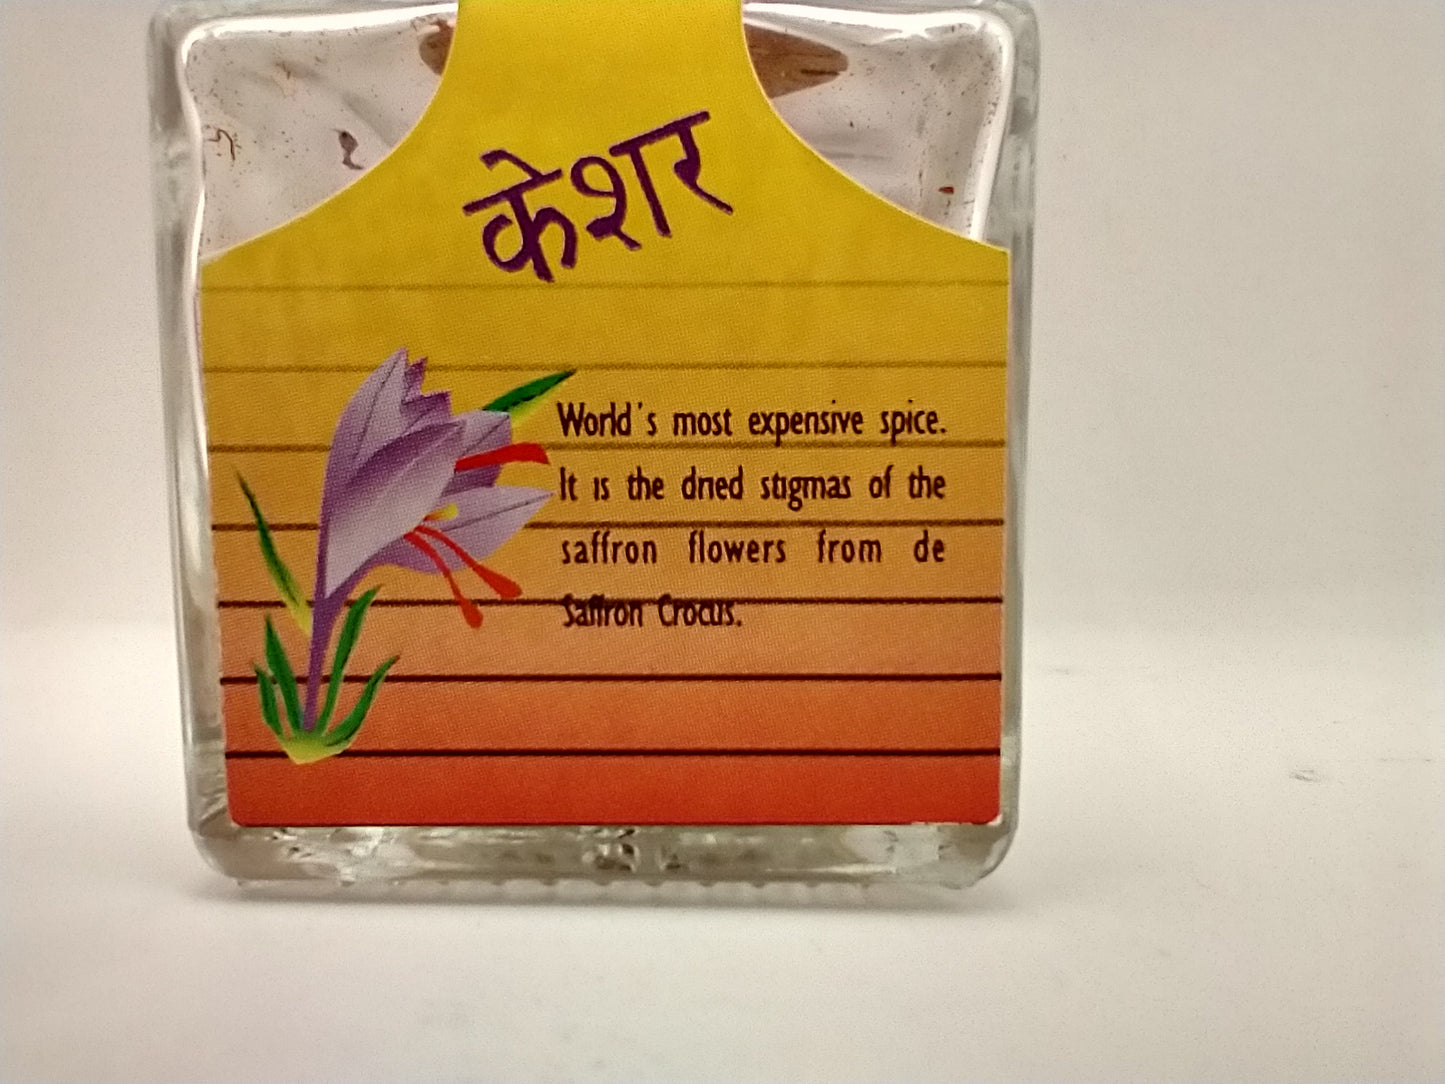 केशर
World's most expensive spice.
It is the dried stigmas of the
saffron flowers from de
Saffron Crocus.